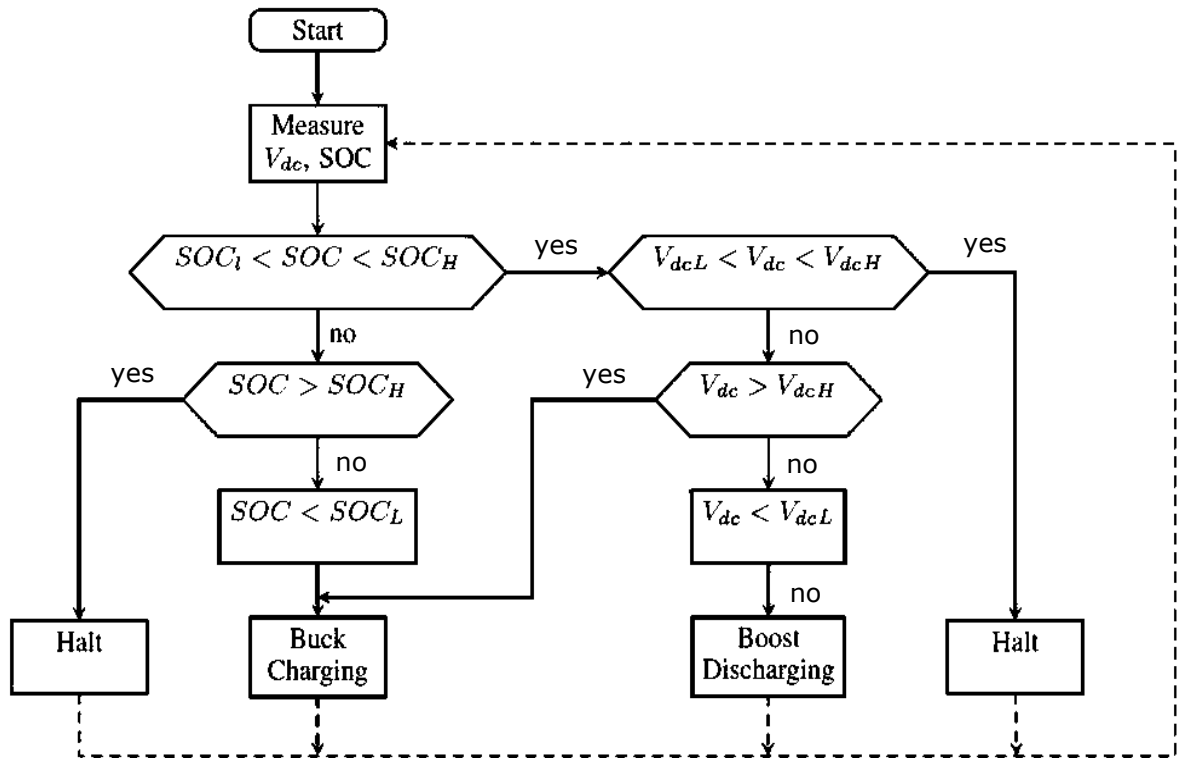 Start
Measure
V_dc, SOC
SOC_l < SOC < SOC_H
yes
V_dcL < V_dc < V_dcH
yes
no
no
yes
SOC > SOC_H
yes
V_dc > V_dcH
no
no
SOC < SOC_L
V_dc < V_dcL
no
Halt
Buck
Charging
Boost
Discharging
Halt